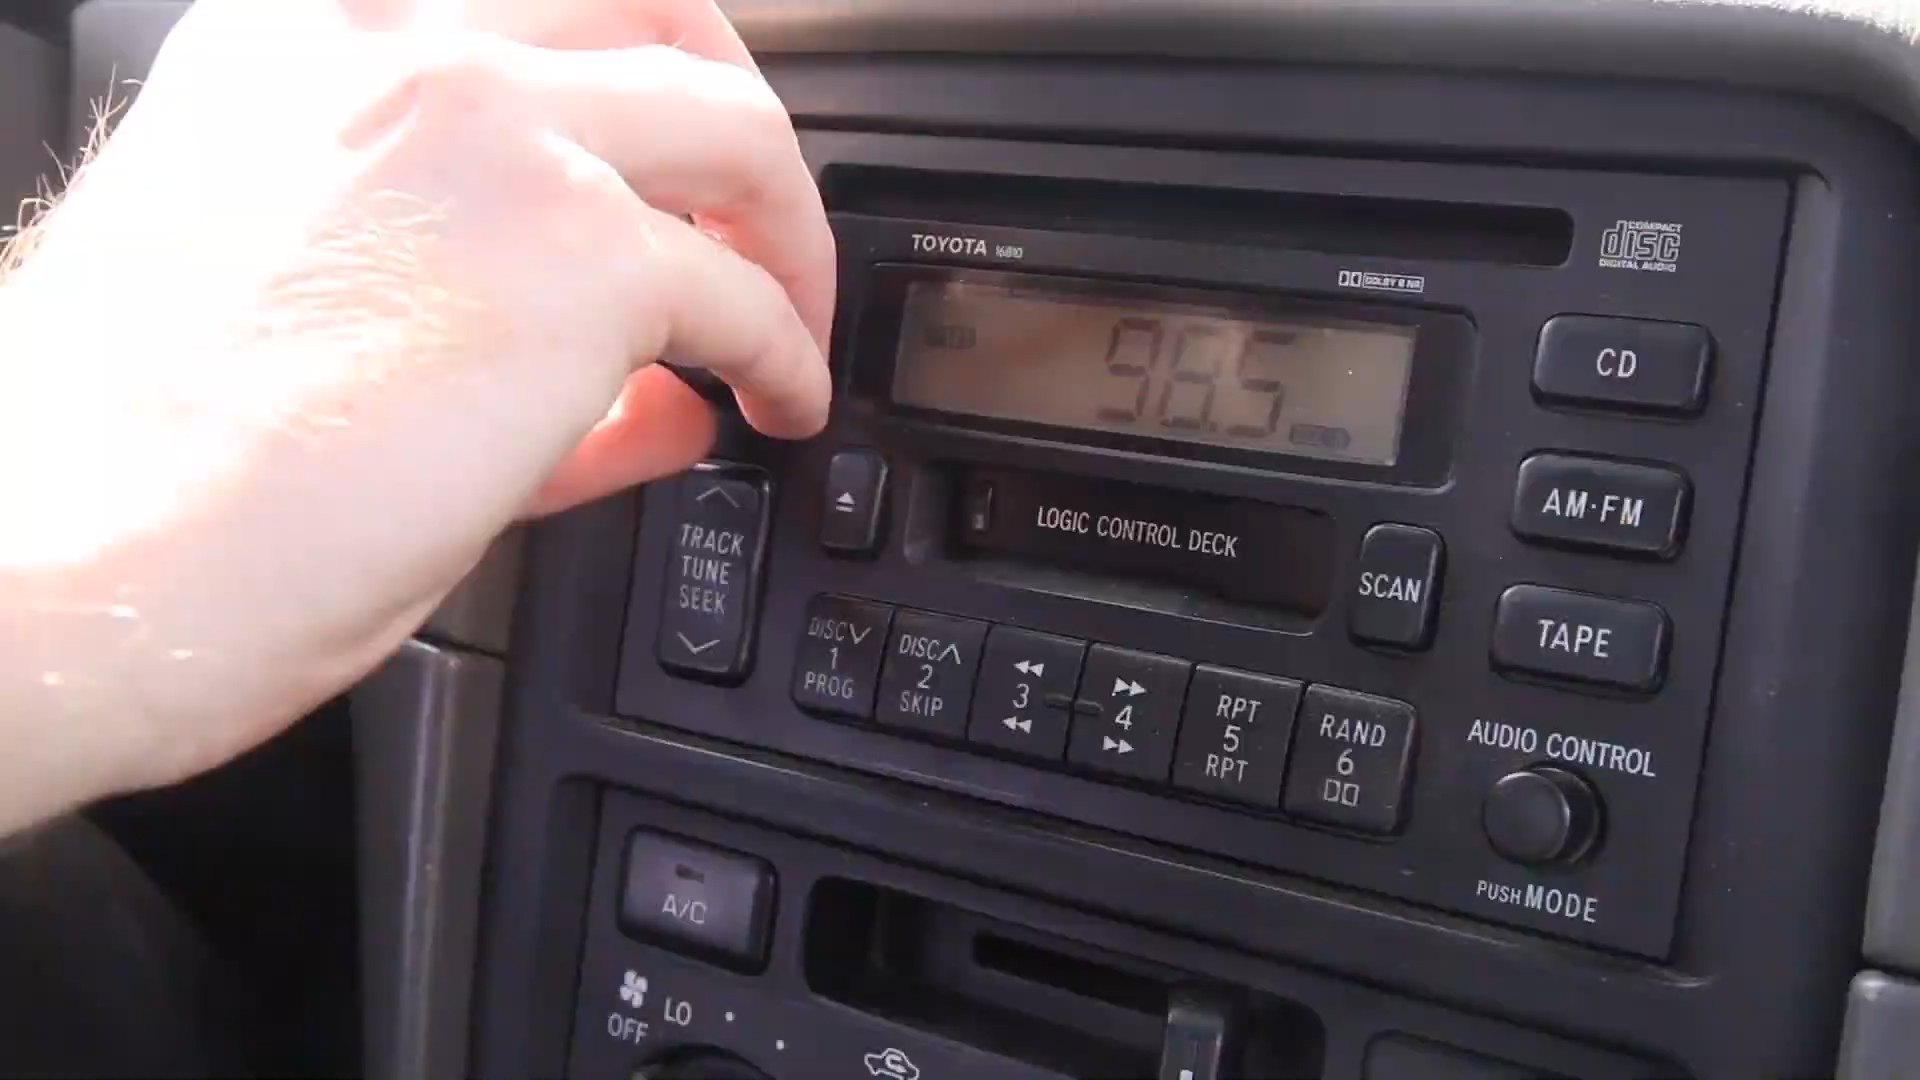 TOYOTA 16810
COMPACT
disc
DIGITAL AUDIO
DOLBY B NR
CD
AM·FM
LOGIC CONTROL DECK
TRACK
TUNE
SEEK
SCAN
TAPE
DISC
1
PROG
DISC
2
SKIP
3
4
RPT
5
RPT
RAND
6
AUDIO CONTROL
PUSH MODE
A/C
LO
OFF